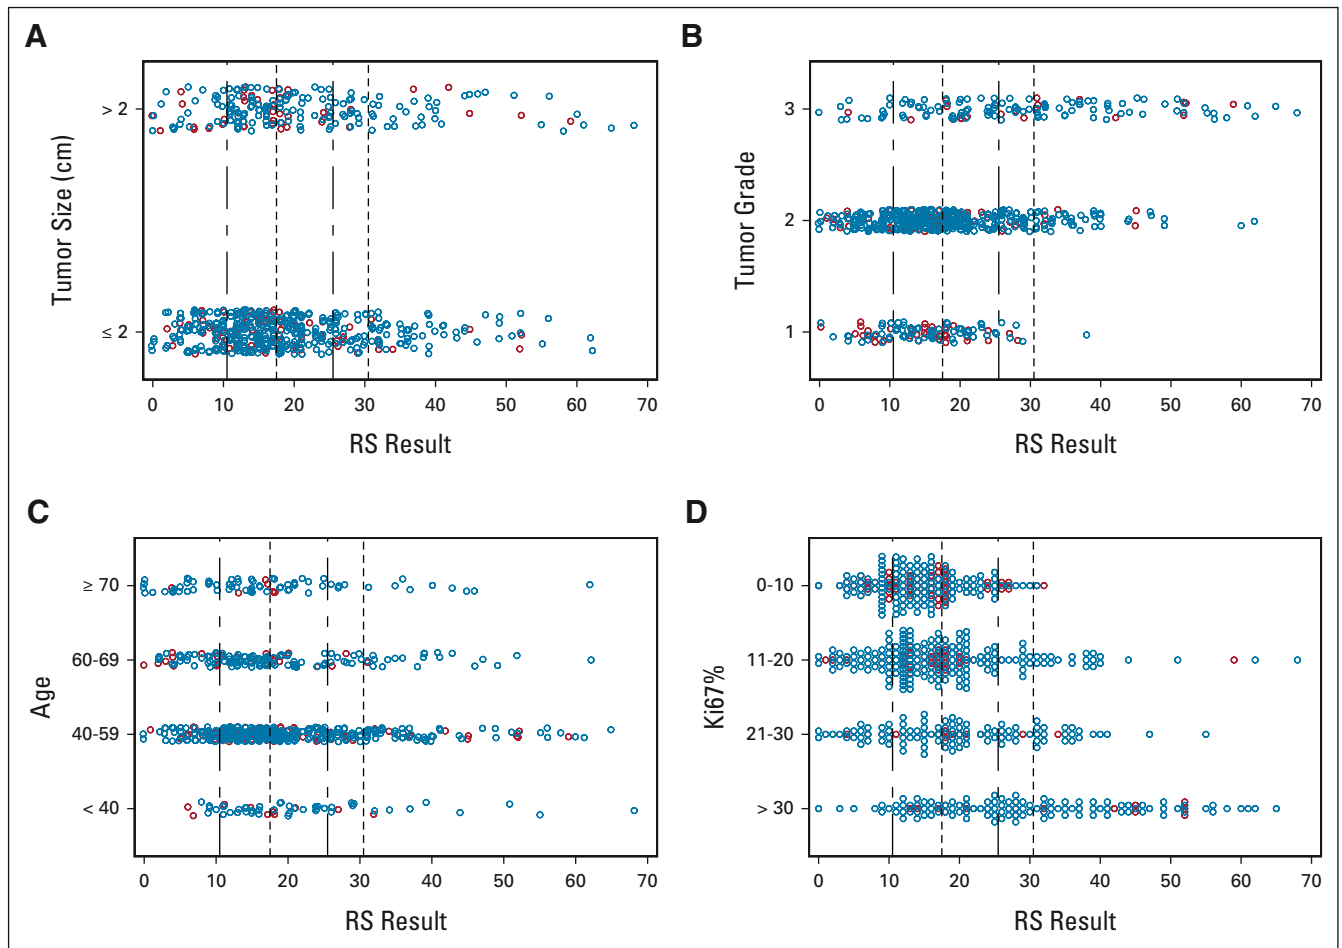 A
Tumor Size (cm)
> 2
≤ 2
0 10 20 30 40 50 60 70
RS Result
B
Tumor Grade
3
2
1
0 10 20 30 40 50 60 70
RS Result
C
Age
≥ 70
60-69
40-59
< 40
0 10 20 30 40 50 60 70
RS Result
D
Ki67%
0-10
11-20
21-30
> 30
0 10 20 30 40 50 60 70
RS Result